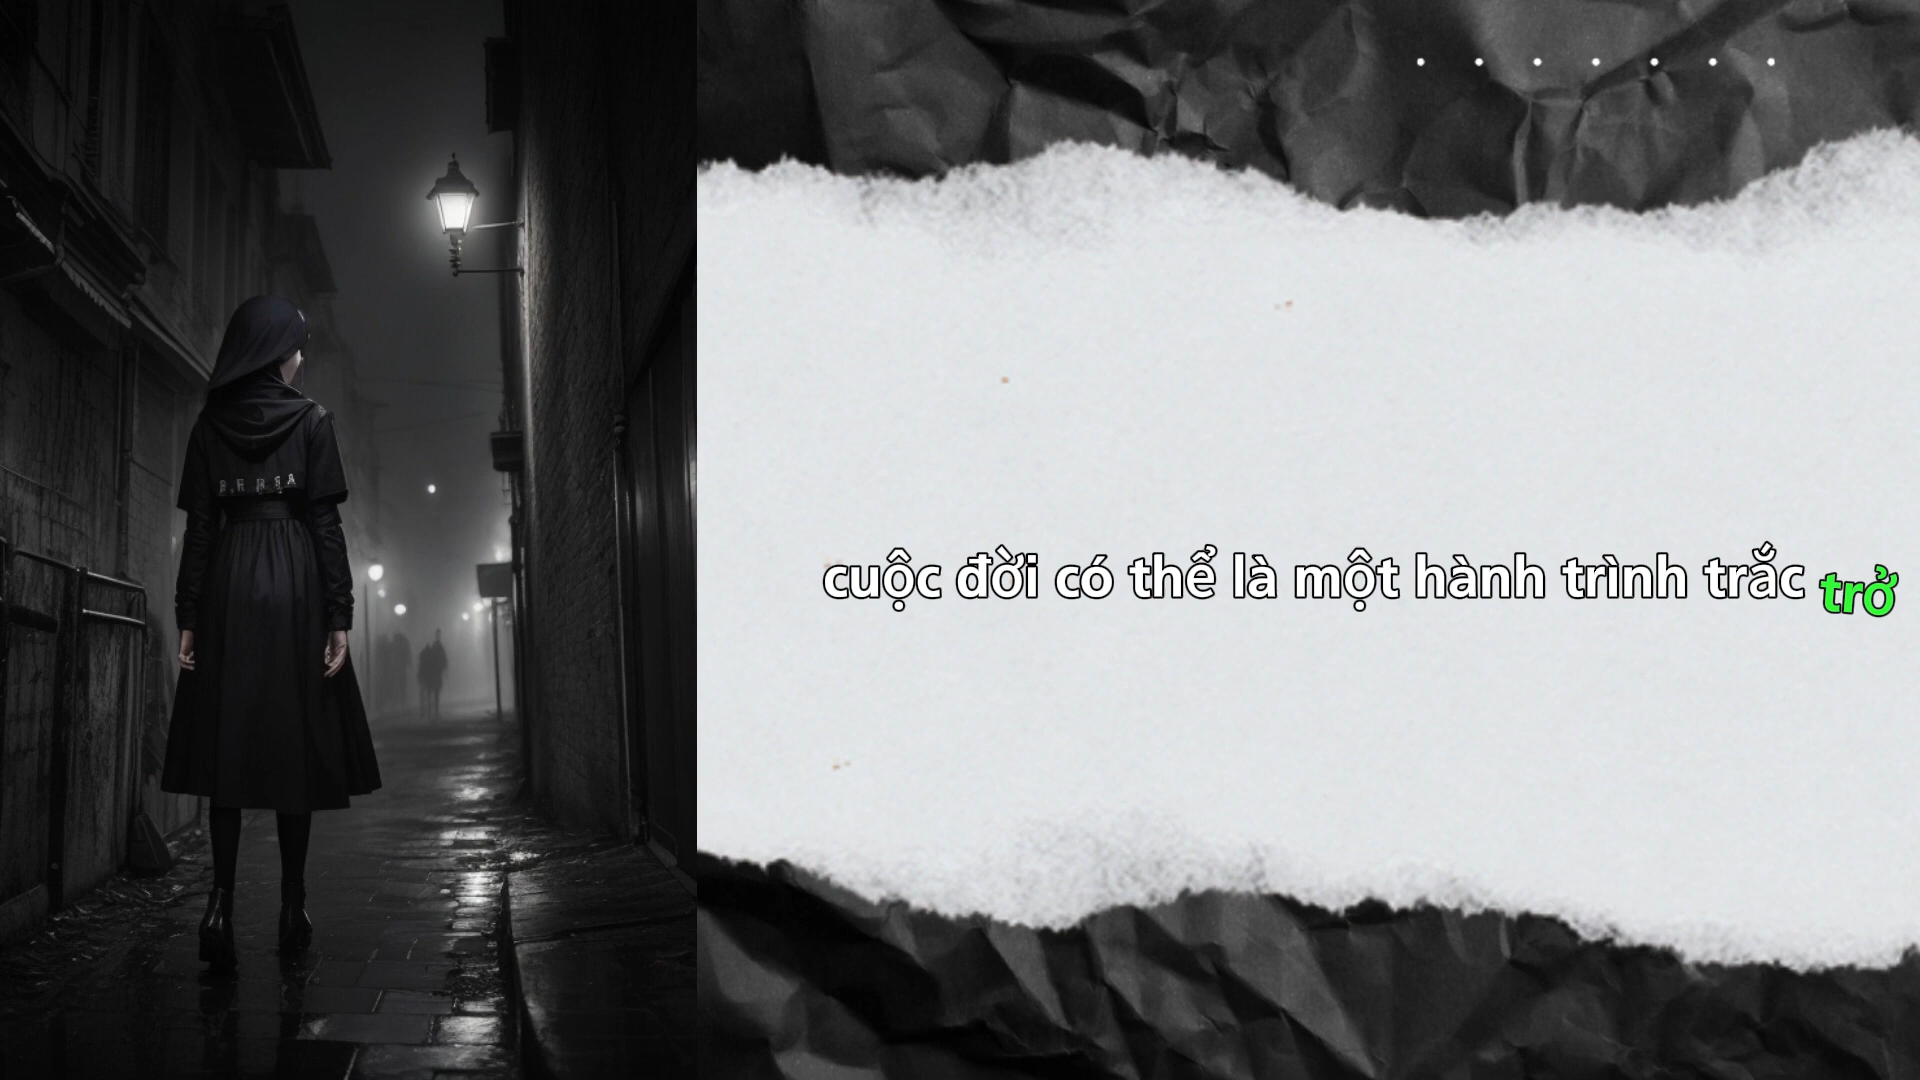 cuộc đời có thể là một hành trình trắc trở